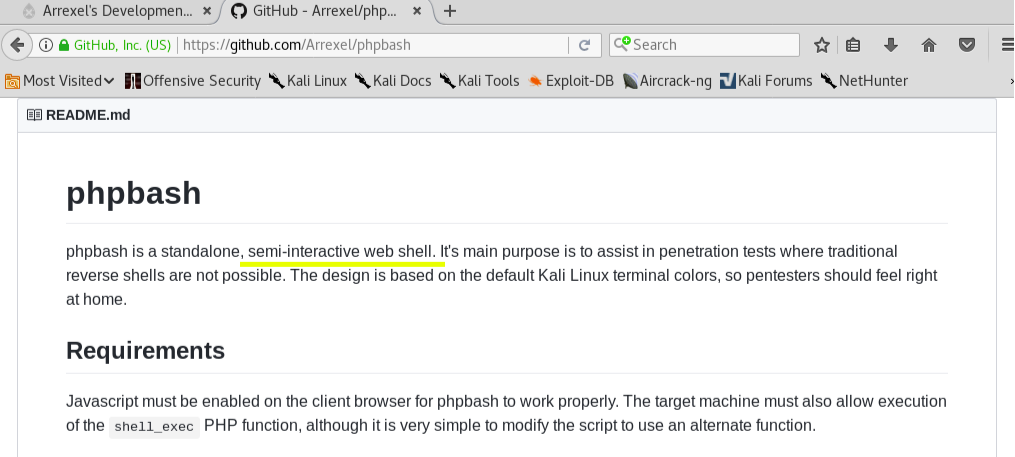 Arrexel's Developmen...
GitHub - Arrexel/php...
GitHub, Inc. (US)
https://github.com/Arrexel/phpbash
Search
Most Visited
Offensive Security
Kali Linux
Kali Docs
Kali Tools
Exploit-DB
Aircrack-ng
Kali Forums
NetHunter
README.md
phpbash
phpbash is a standalone, semi-interactive web shell. It's main purpose is to assist in penetration tests where traditional
reverse shells are not possible. The design is based on the default Kali Linux terminal colors, so pentesters should feel right
at home.
Requirements
Javascript must be enabled on the client browser for phpbash to work properly. The target machine must also allow execution
of the shell_exec PHP function, although it is very simple to modify the script to use an alternate function.